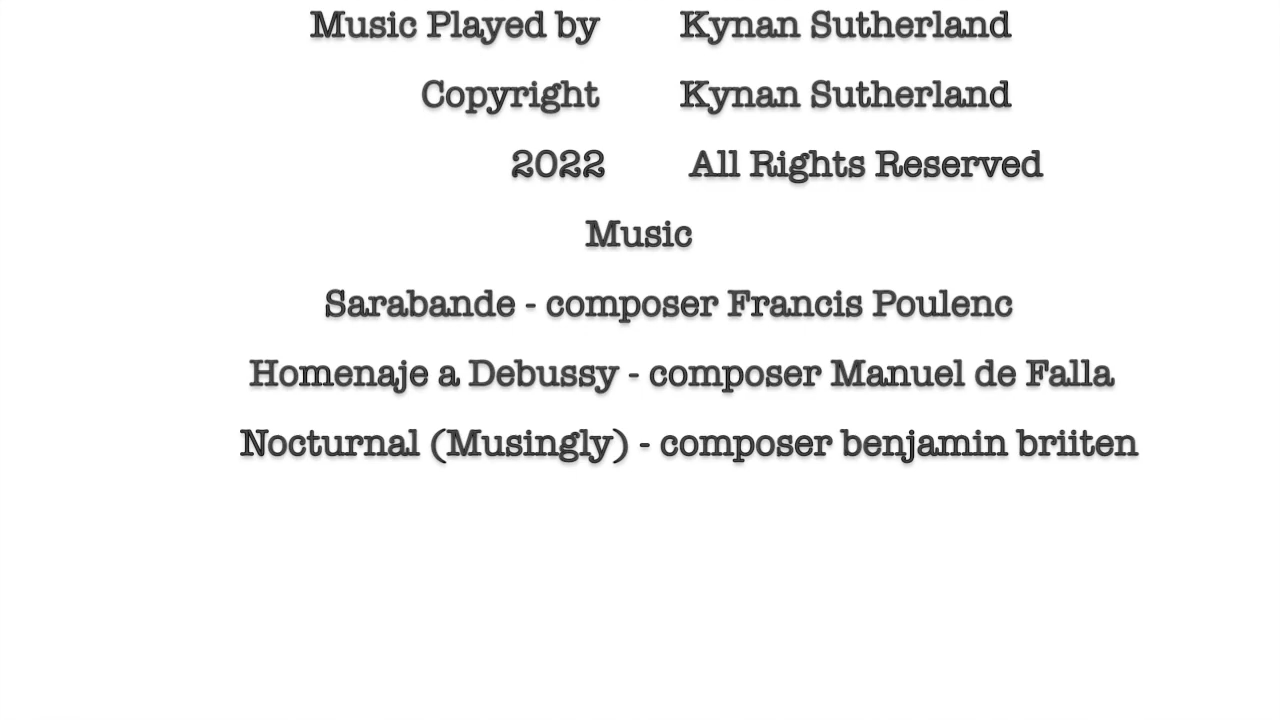 Music Played by Kynan Sutherland
Copyright Kynan Sutherland
2022 All Rights Reserved
Music
Sarabande - composer Francis Poulenc
Homenaje a Debussy - composer Manuel de Falla
Nocturnal (Musingly) - composer benjamin briiten